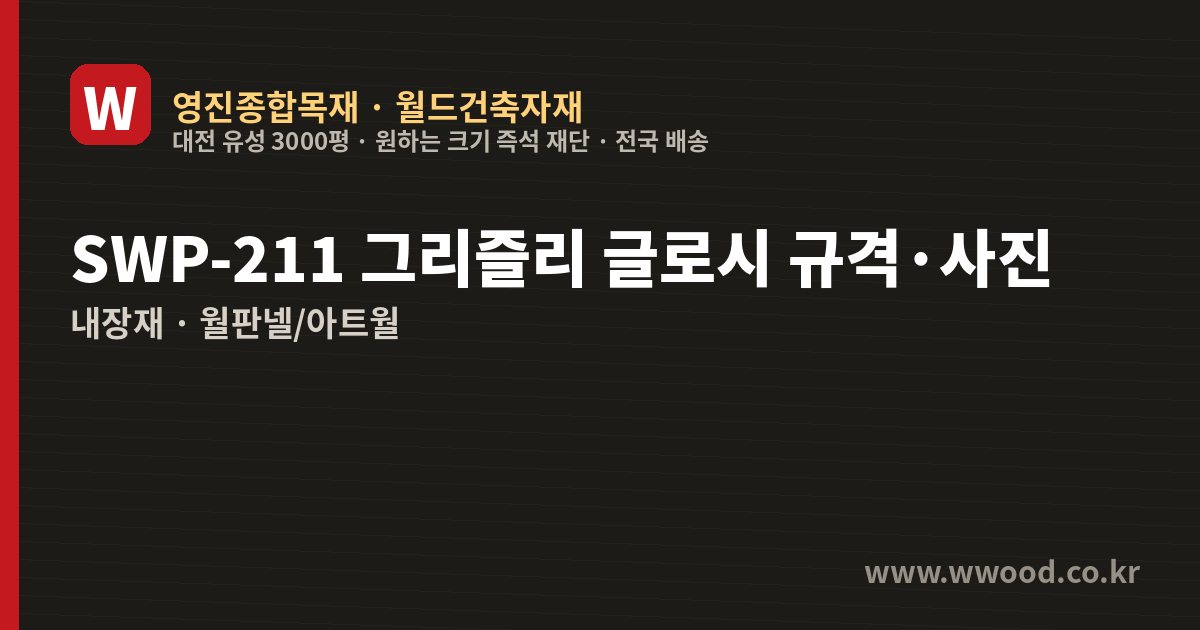 W
영진종합목재 · 월드건축자재
대전 유성 3000평 · 원하는 크기 즉석 재단 · 전국 배송
SWP-211 그리즐리 글로시 규격·사진
내장재 · 월판넬/아트월
www.wwood.co.kr